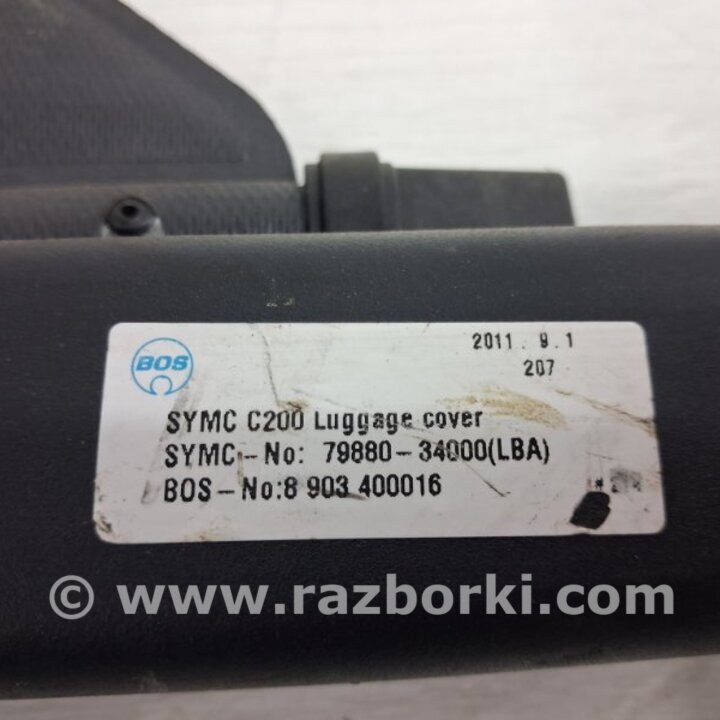 BOS
2011 . 9 . 1
207
SYMC C200 Luggage cover
SYMC-No: 79880-34000(LBA)
BOS-No:8 903 400016
© www.razborki.com